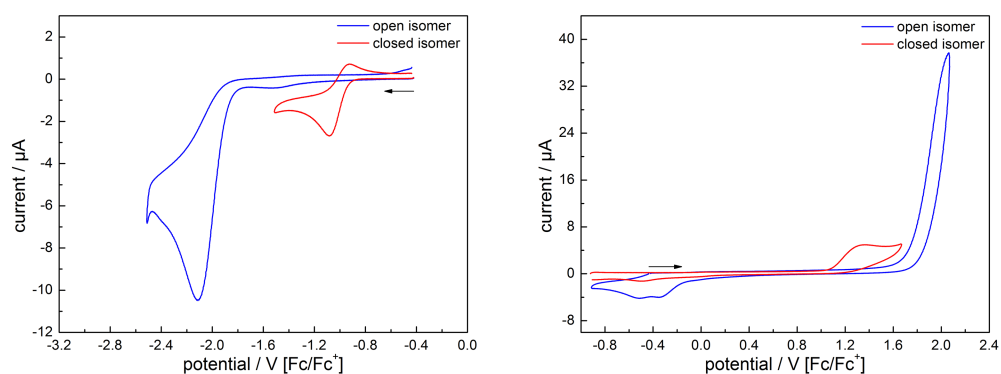 open isomer
closed isomer
2
0
-2
-4
-6
-8
-10
-12
current / µA
-3.2 -2.8 -2.4 -2.0 -1.6 -1.2 -0.8 -0.4 0.0
potential / V [Fc/Fc+]
open isomer
closed isomer
40
32
24
16
8
0
-8
current / µA
-0.8 -0.4 0.0 0.4 0.8 1.2 1.6 2.0 2.4
potential / V [Fc/Fc+]